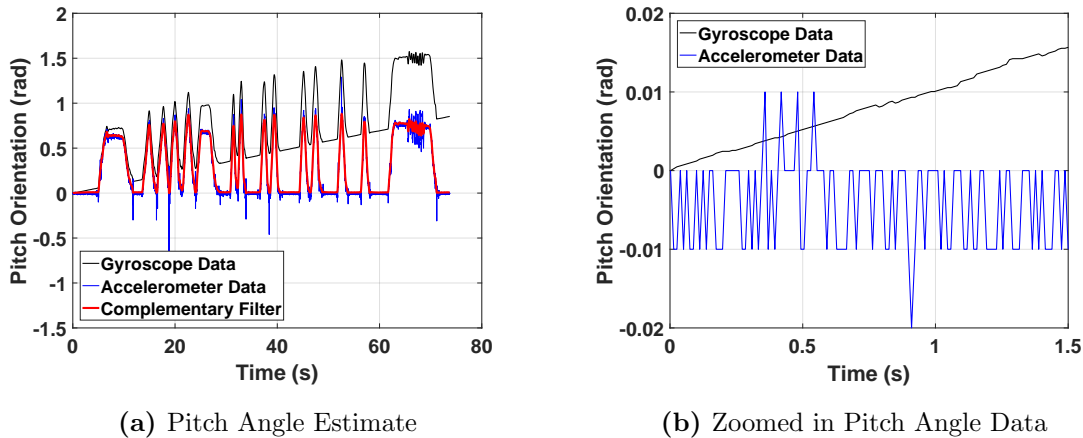 2
1.5
1
0.5
0
-0.5
-1
-1.5
Pitch Orientation (rad)
Gyroscope Data
Accelerometer Data
Complementary Filter
0 20 40 60 80
Time (s)
(a) Pitch Angle Estimate
0.02
0.01
0
-0.01
-0.02
Pitch Orientation (rad)
Gyroscope Data
Accelerometer Data
0 0.5 1 1.5
Time (s)
(b) Zoomed in Pitch Angle Data